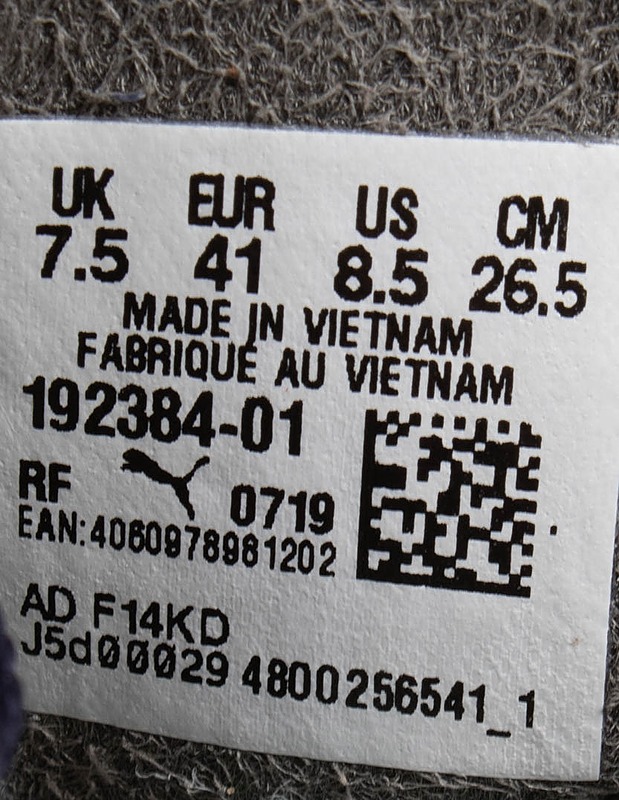 UK EUR US CM
7.5 41 8.5 26.5
MADE IN VIETNAM
FABRIQUE AU VIETNAM
192384-01
RF 0719
EAN:4060978981202
AD F14KD
J5d00029 4800256541_1